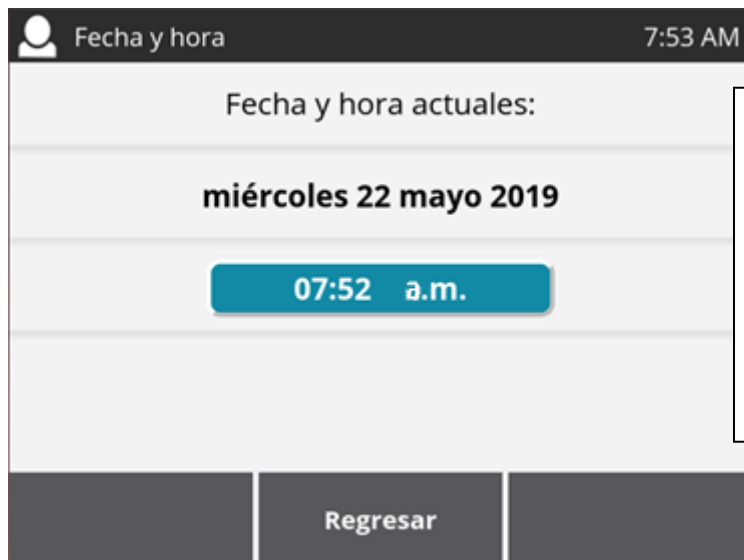 Fecha y hora 7:53 AM
Fecha y hora actuales:
miércoles 22 mayo 2019
07:52 a.m.
Regresar